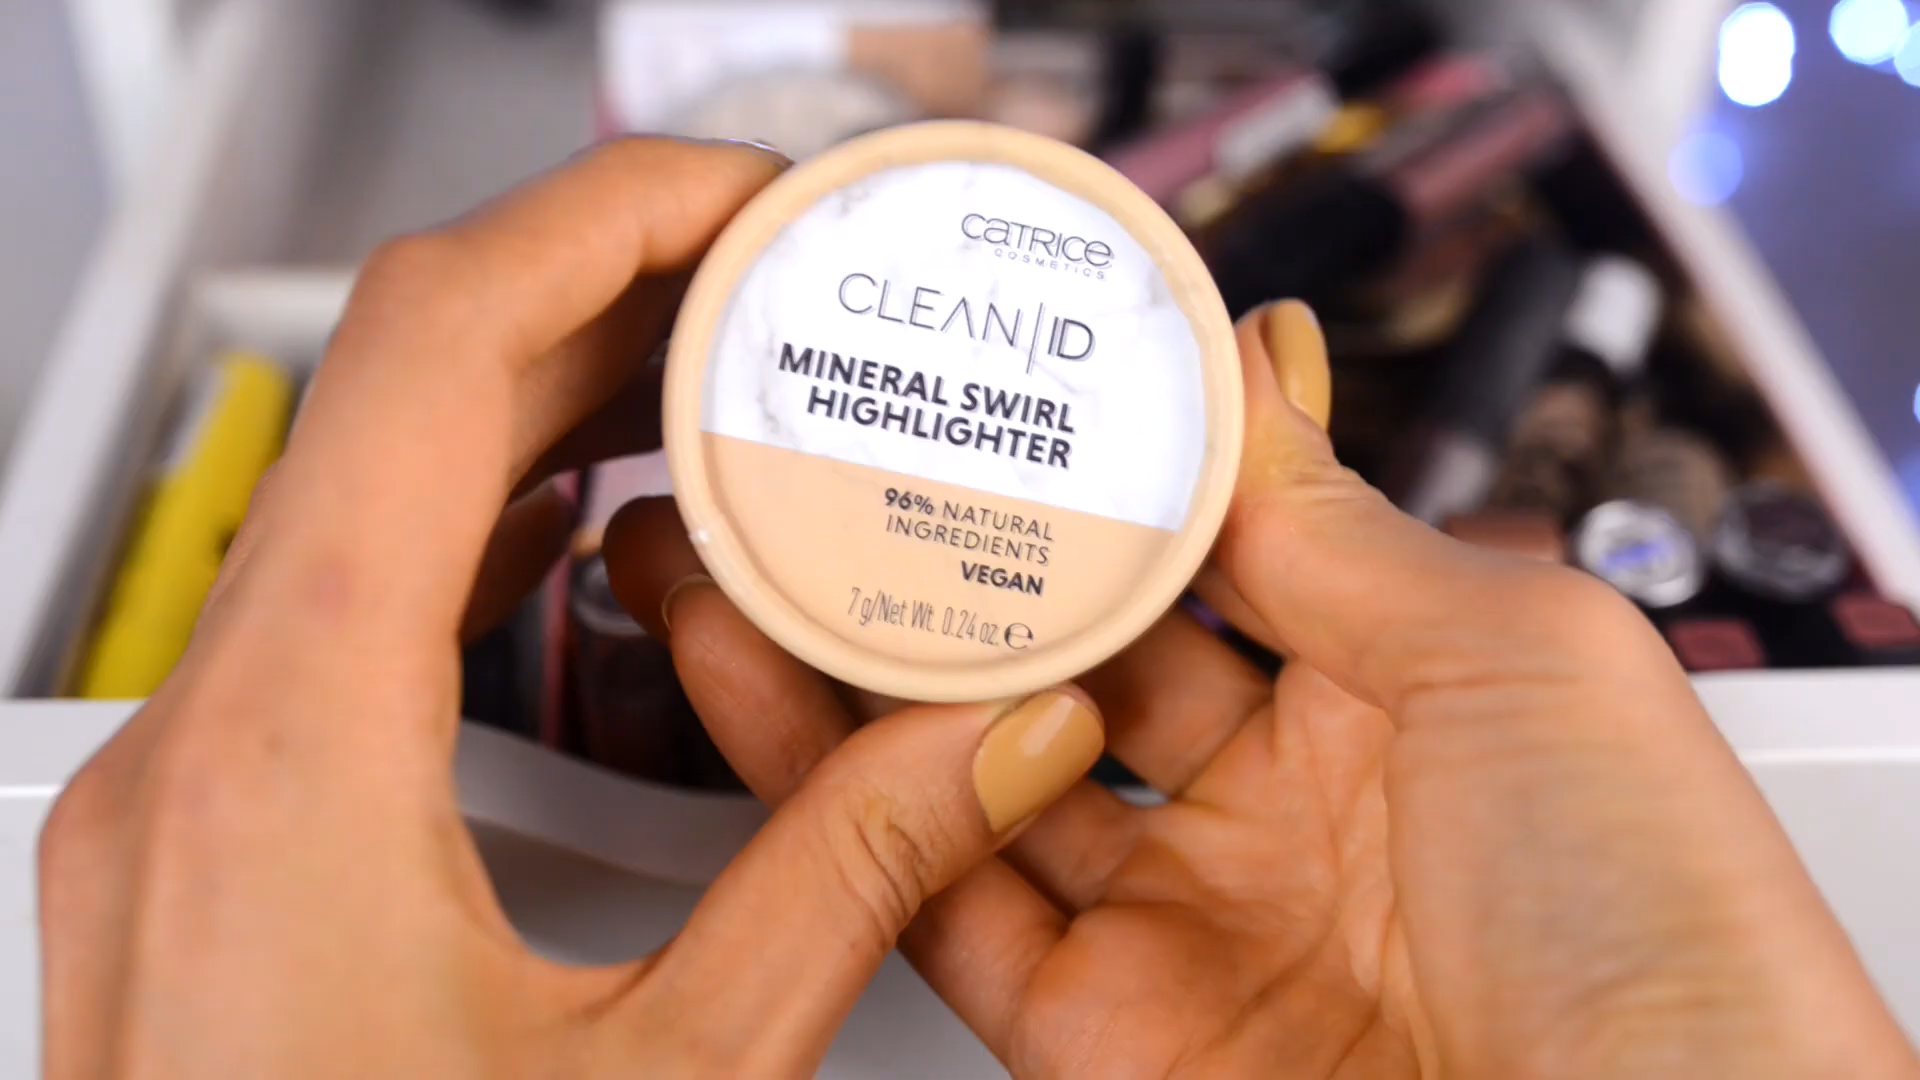 CATRICE
COSMETICS
CLEAN|ID
MINERAL SWIRL
HIGHLIGHTER
96% NATURAL
INGREDIENTS
VEGAN
7 g/Net Wt. 0.24 oz. ℮